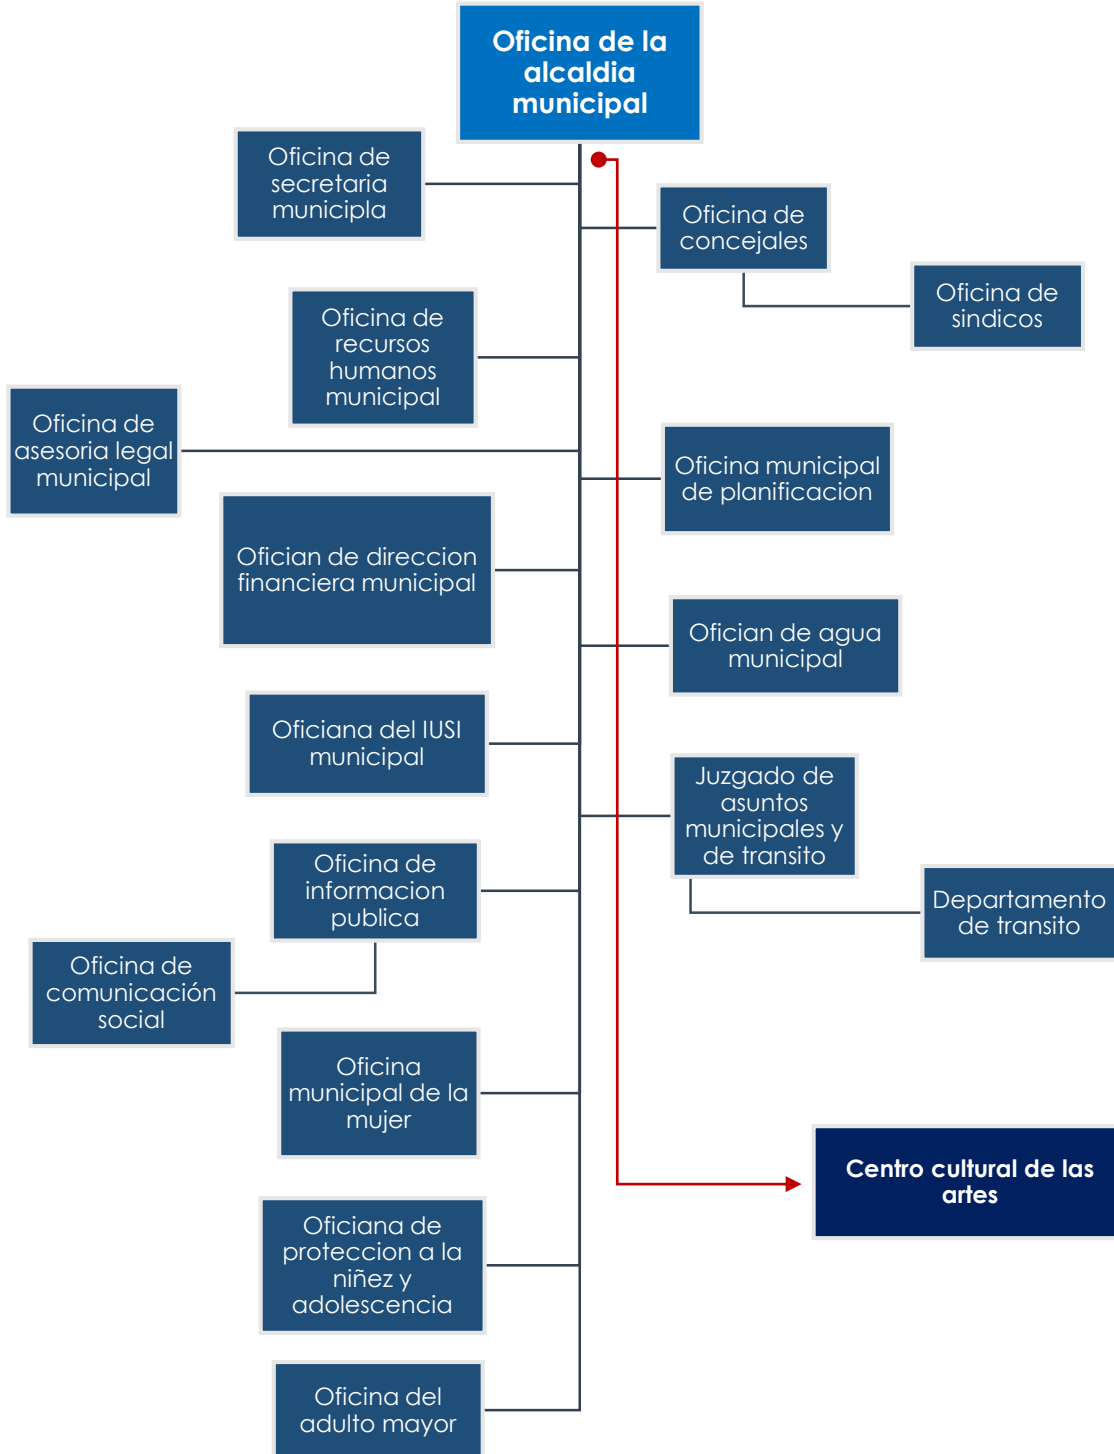 Oficina de la
alcaldia
municipal
Oficina de
secretaria
municipla
Oficina de
concejales
Oficina de
sindicos
Oficina de
recursos
humanos
municipal
Oficina de
asesoria legal
municipal
Oficina municipal
de planificacion
Ofician de direccion
financiera municipal
Ofician de agua
municipal
Oficiana del IUSI
municipal
Juzgado de
asuntos
municipales y
de transito
Oficina de
informacion
publica
Departamento
de transito
Oficina de
comunicación
social
Oficina
municipal de la
mujer
Centro cultural de las
artes
Oficiana de
proteccion a la
niñez y
adolescencia
Oficina del
adulto mayor